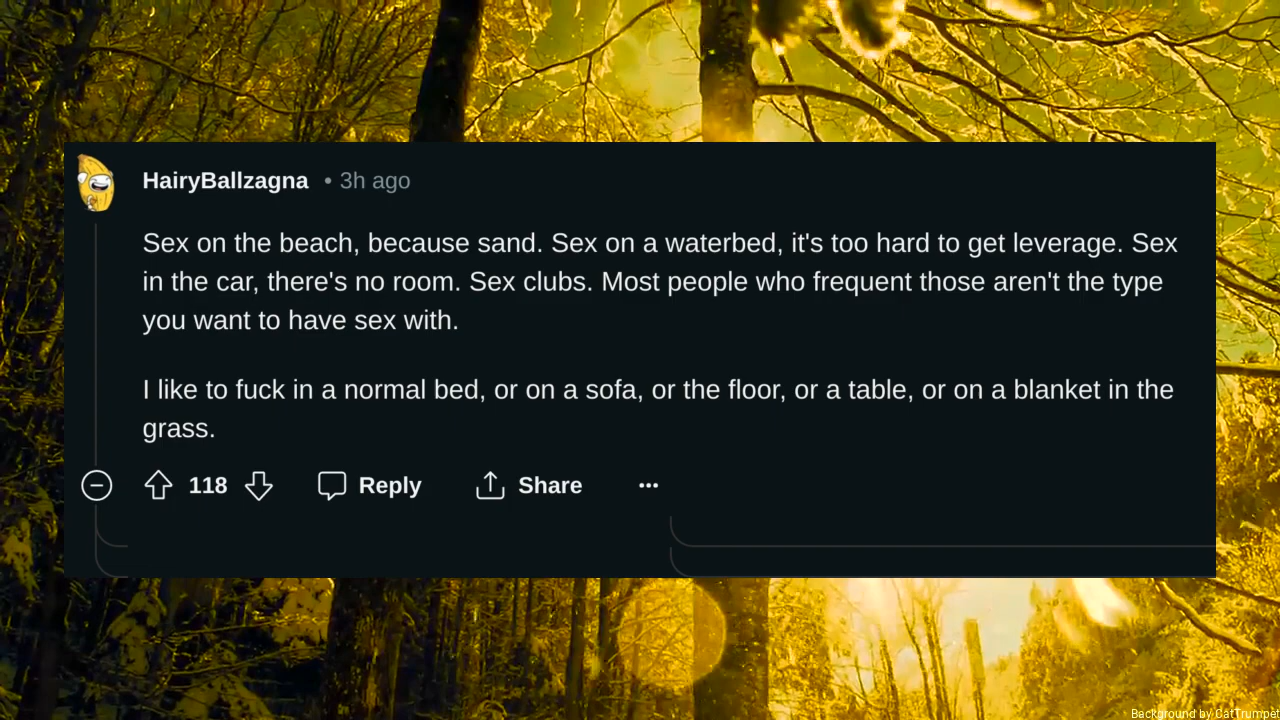 HairyBallzagna • 3h ago
Sex on the beach, because sand. Sex on a waterbed, it's too hard to get leverage. Sex
in the car, there's no room. Sex clubs. Most people who frequent those aren't the type
you want to have sex with.
I like to fuck in a normal bed, or on a sofa, or the floor, or a table, or on a blanket in the
grass.
118 Reply Share ···
Background by CatTrumpet